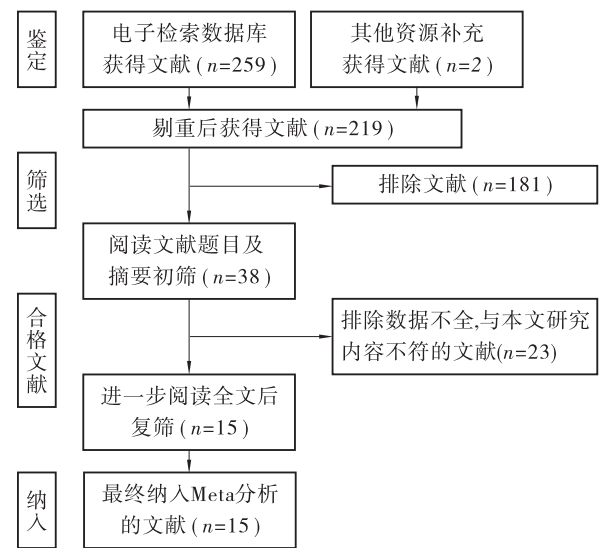 鉴定
电子检索数据库
获得文献 (n=259)
其他资源补充
获得文献 (n=2)
剔重后获得文献 (n=219)
筛选
排除文献 (n=181)
阅读文献题目及
摘要初筛 (n=38)
合格文献
排除数据不全,与本文研究
内容不符的文献(n=23)
进一步阅读全文后
复筛 (n=15)
纳入
最终纳入Meta分析
的文献 (n=15)